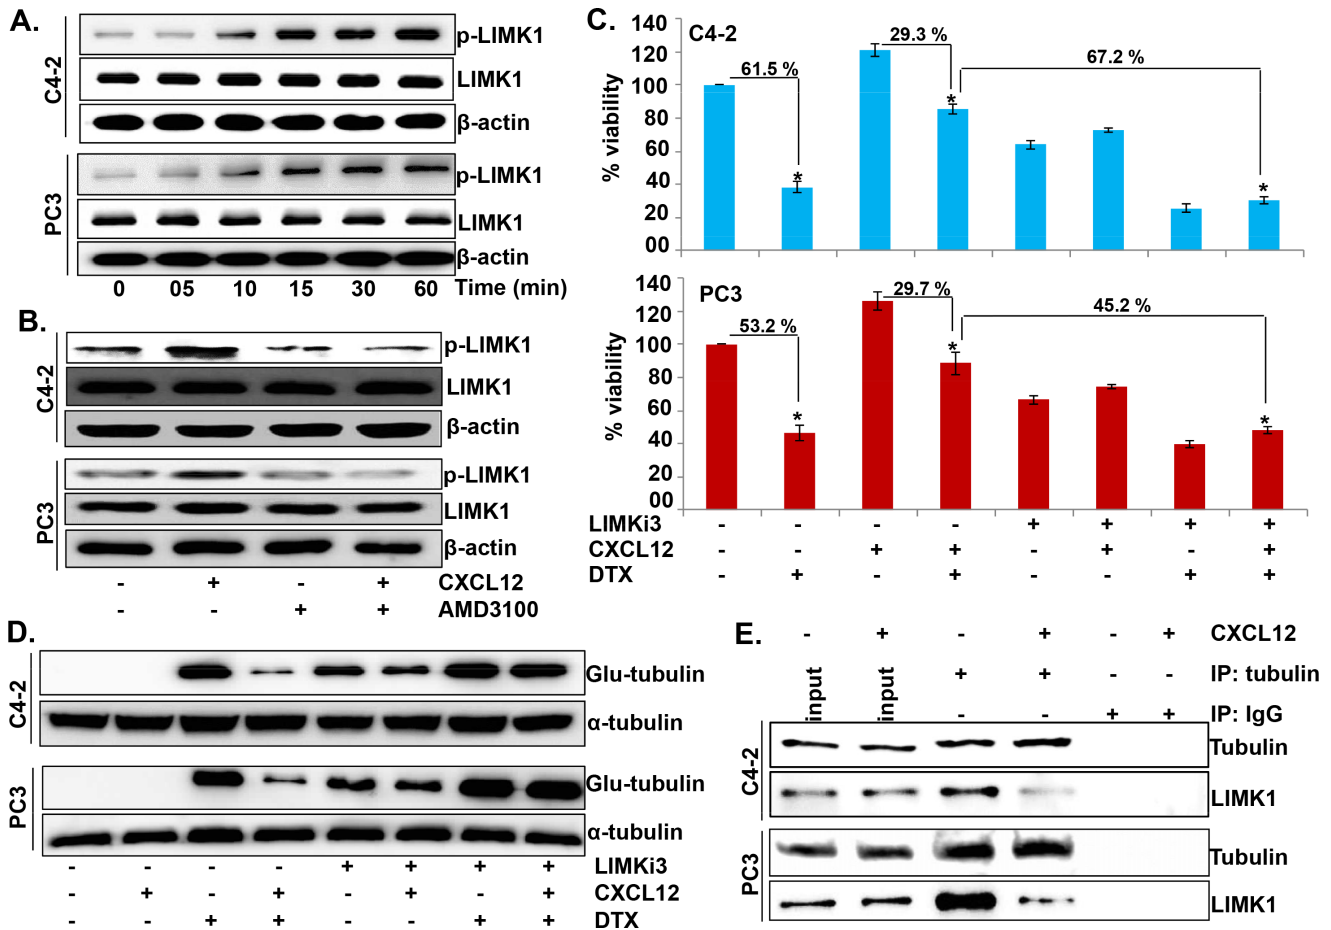 A.
C4-2
p-LIMK1
LIMK1
β-actin
PC3
p-LIMK1
LIMK1
β-actin
0 05 10 15 30 60 Time (min)
B.
C4-2
p-LIMK1
LIMK1
β-actin
PC3
p-LIMK1
LIMK1
β-actin
- + - + CXCL12
- - + + AMD3100
C.
C4-2
% viability
140
120
100
80
60
40
20
00
61.5 %
29.3 %
67.2 %
* * *
PC3
% viability
140
120
100
80
60
40
20
00
53.2 %
29.7 %
45.2 %
* * *
LIMKi3 - - - - + + + +
CXCL12 - - + + - + - +
DTX - + - + - - + +
D.
C4-2
Glu-tubulin
α-tubulin
PC3
Glu-tubulin
α-tubulin
- - - - + + + + LIMKi3
- + - + - + - + CXCL12
- - + + - - + + DTX
E.
- + - + - + CXCL12
input input + + - - IP: tubulin
- - + + IP: IgG
C4-2
Tubulin
LIMK1
PC3
Tubulin
LIMK1